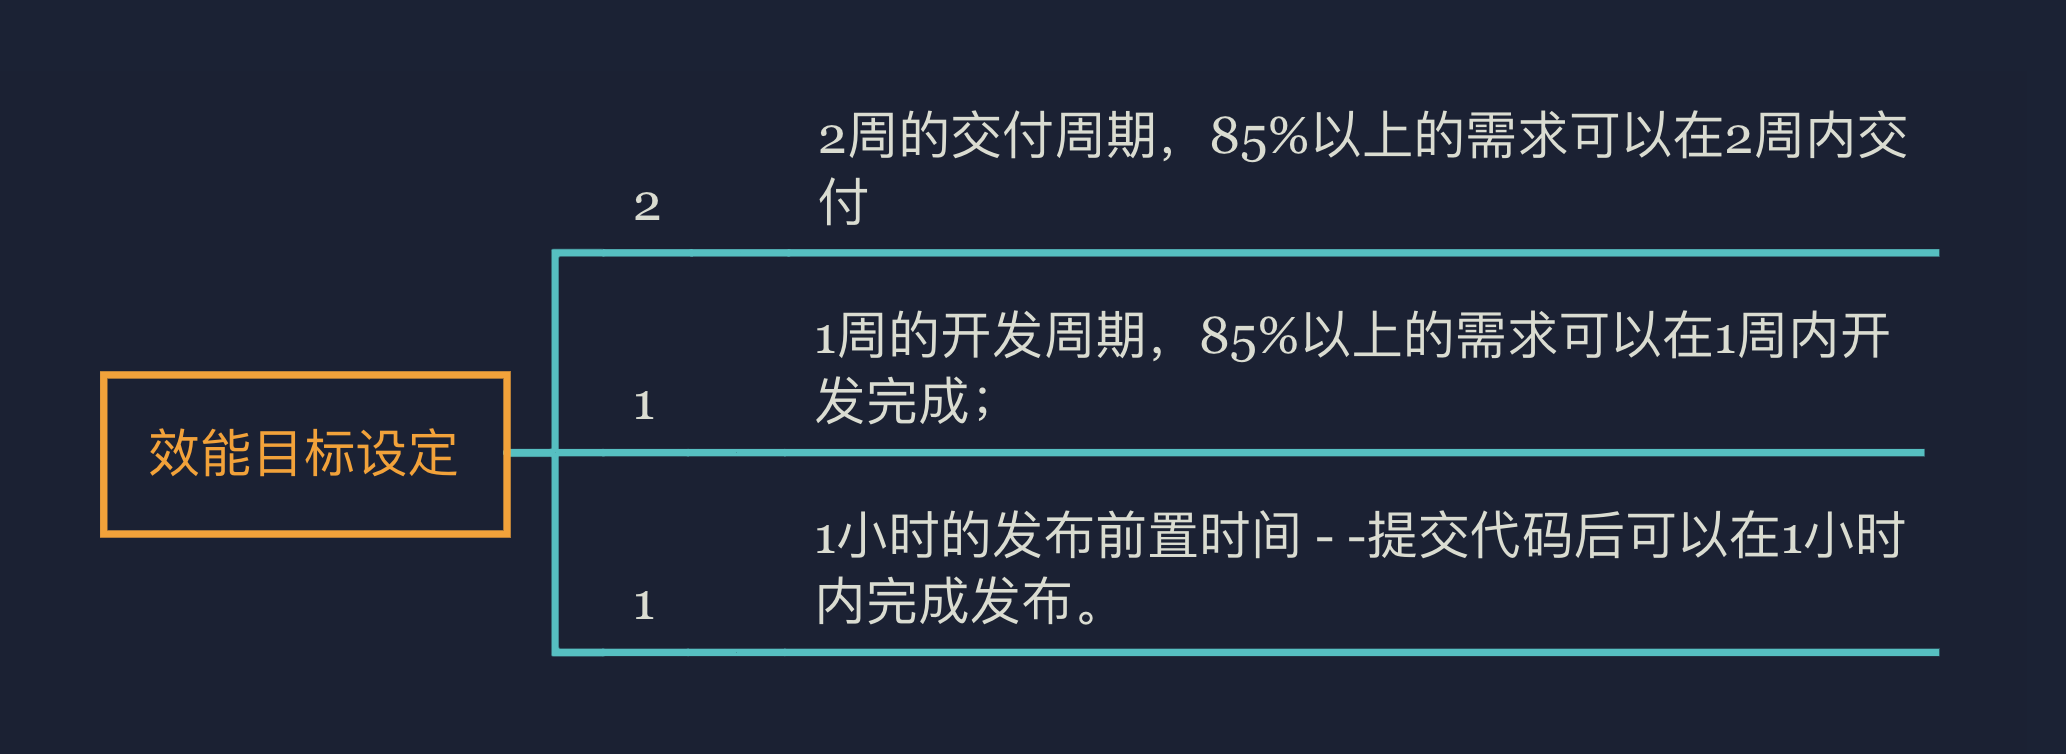 2周的交付周期，85%以上的需求可以在2周内交
付
2
1周的开发周期，85%以上的需求可以在1周内开
发完成；
1
效能目标设定
1小时的发布前置时间 - -提交代码后可以在1小时
内完成发布。
1